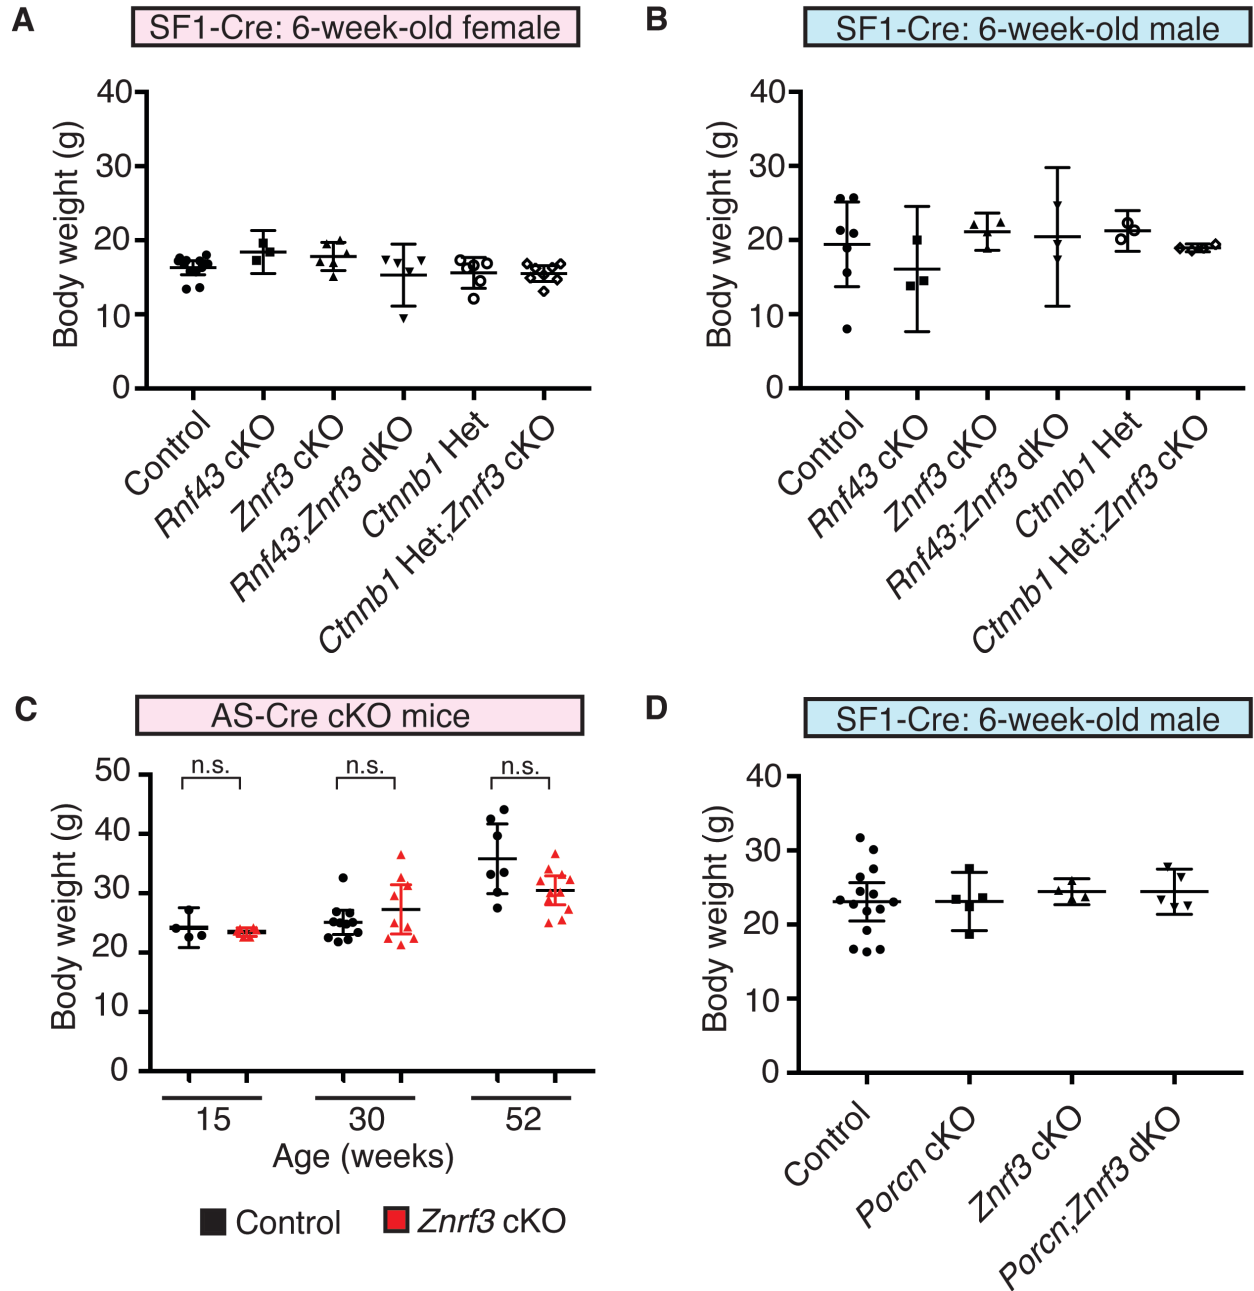 A
SF1-Cre: 6-week-old female
Body weight (g)
40
30
20
10
0
Control
Rnf43 cKO
Znrf3 cKO
Rnf43;Znrf3 dKO
Ctnnb1 Het
Ctnnb1 Het;Znrf3 cKO
B
SF1-Cre: 6-week-old male
Body weight (g)
40
30
20
10
0
Control
Rnf43 cKO
Znrf3 cKO
Rnf43;Znrf3 dKO
Ctnnb1 Het
Ctnnb1 Het;Znrf3 cKO
C
AS-Cre cKO mice
Body weight (g)
50
40
30
20
10
0
n.s.
n.s.
n.s.
15
30
52
Age (weeks)
Control
Znrf3 cKO
D
SF1-Cre: 6-week-old male
Body weight (g)
40
30
20
10
0
Control
Porcn cKO
Znrf3 cKO
Porcn;Znrf3 dKO